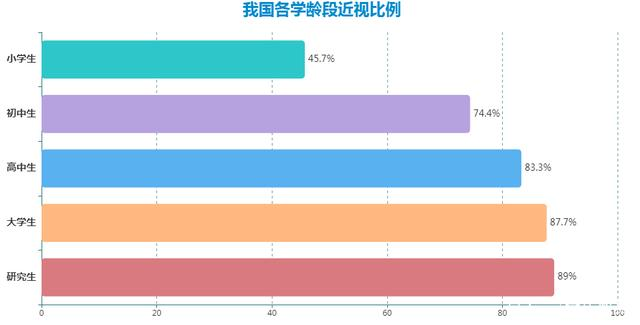 我国各学龄段近视比例
小学生 45.7%
初中生 74.4%
高中生 83.3%
大学生 87.7%
研究生 89%
0 20 40 60 80 100